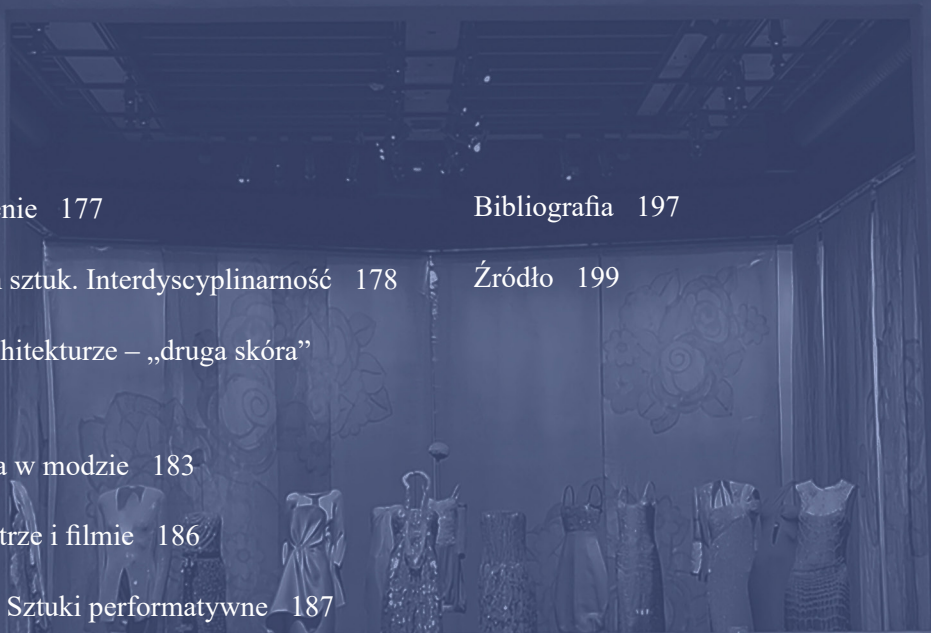 enie 177
sztuk. Interdyscyplinarność 178
hitekturze – „druga skóra”
w modzie 183
trze i filmie 186
Sztuki performatywne 187
Bibliografia 197
Źródło 199